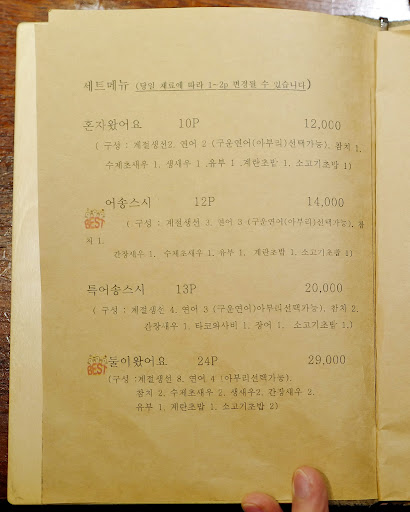 세트메뉴 (당일 재료에 따라 1-2p 변경될 수 있습니다)
혼자왔어요 10P 12,000
( 구성 : 계절생선2. 연어 2 (구운연어(아부리)선택가능). 참치 1.
수제초새우 1. 생새우 1 .유부 1 .계란초밥 1. 소고기초밥 1)
BEST 어송스시 12P 14,000
( 구성 : 계절생선 3. 연어 3 (구운연어(아부리)선택가능). 참
치 1.
간장새우 1. 수제초새우 1. 유부 1. 계란초밥 1. 소고기초밥 1)
특어송스시 13P 20,000
( 구성 : 계절생선 4. 연어 3 (구운연어)아부리선택가능). 참치 2.
간장새우 1. 타코와사비 1. 장어 1. 소고기초밥 1.)
BEST 둘이왔어요 24P 29,000
(구성 :계절생선 8. 연어 4 (아부리선택가능).
참치 2. 수제초새우 2. 생새우2. 간장새우 2.
유부 1. 계란초밥 1. 소고기초밥 2)